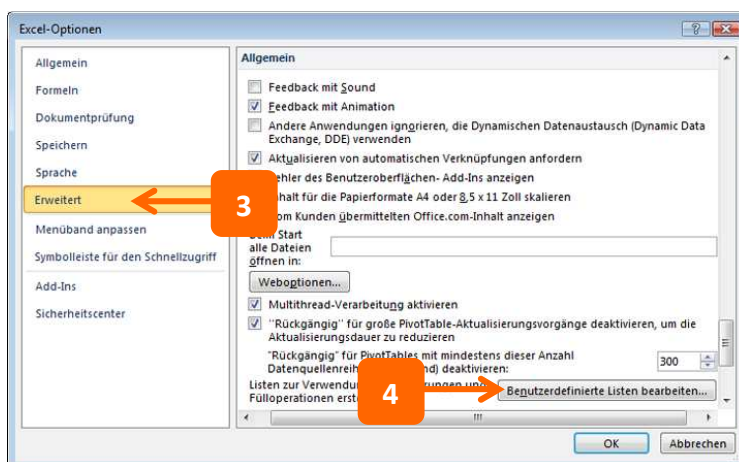 Excel-Optionen
Allgemein
Formeln
Dokumentprüfung
Speichern
Sprache
Erweitert
Menüband anpassen
Symbolleiste für den Schnellzugriff
Add-Ins
Sicherheitscenter
3
Allgemein
Feedback mit Sound
Feedback mit Animation
Andere Anwendungen ignorieren, die Dynamischen Datenaustausch (Dynamic Data
Exchange, DDE) verwenden
Aktualisieren von automatischen Verknüpfungen anfordern
ehler des Benutzeroberflächen- Add-Ins anzeigen
nhalt für die Papierformate A4 oder 8,5 x 11 Zoll skalieren
om Kunden übermittelten Office.com-Inhalt anzeigen
Start
alle Dateien
öffnen in:
Weboptionen...
Multithread-Verarbeitung aktivieren
"Rückgängig" für große PivotTable-Aktualisierungsvorgänge deaktivieren, um die
Aktualisierungsdauer zu reduzieren
"Rückgängig" für PivotTables mit mindestens dieser Anzahl
Datenquellenreih nd) deaktivieren:
300
Listen zur Verwendu rungen und
Fülloperationen erst
4
Benutzerdefinierte Listen bearbeiten...
OK
Abbrechen